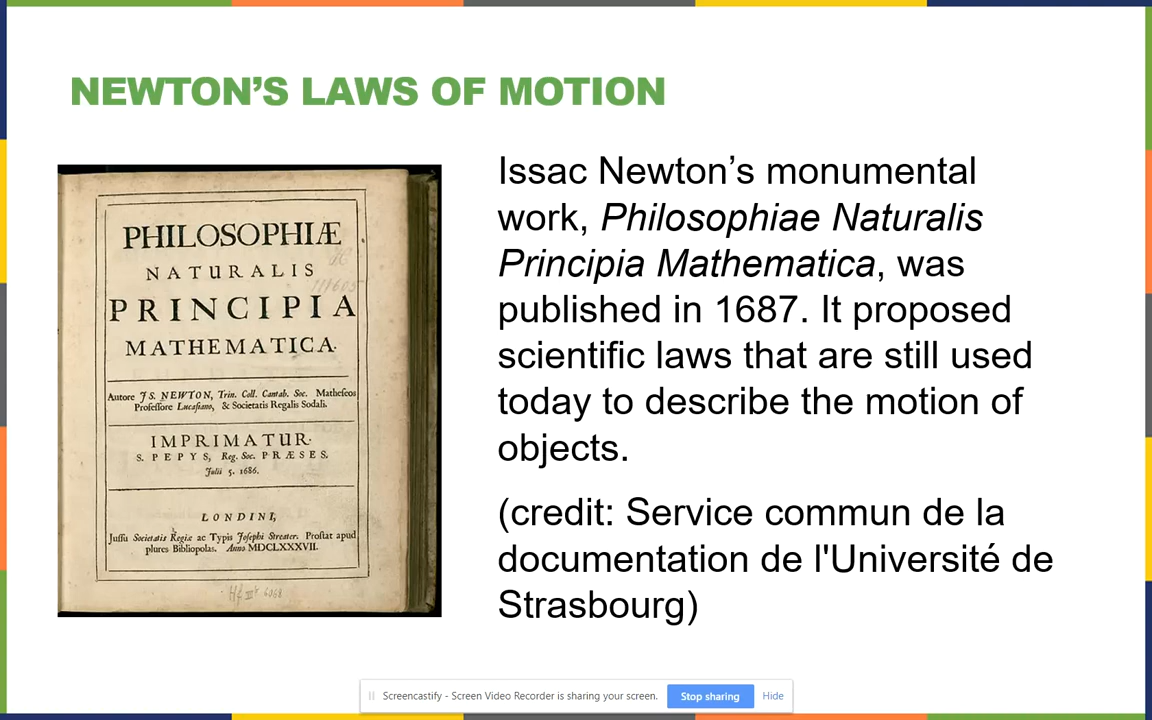 NEWTON’S LAWS OF MOTION
PHILOSOPHIÆ
NATURALIS
PRINCIPIA
MATHEMATICA.
Autore J S. NEWTON, Trin. Coll. Cantab. Soc. Matheseos
Professore Lucasiano, & Societatis Regalis Sodali.
IMPRIMATUR.
S. PEPYS, Reg. Soc. PRÆSES.
Julii 5. 1686.
LONDINI,
Jussu Societatis Regiæ ac Typis Josephi Streater. Prostat apud
plures Bibliopolas. Anno MDCLXXXVII.
Issac Newton’s monumental
work, Philosophiae Naturalis
Principia Mathematica, was
published in 1687. It proposed
scientific laws that are still used
today to describe the motion of
objects.
(credit: Service commun de la
documentation de l'Université de
Strasbourg)
Screencastify - Screen Video Recorder is sharing your screen. Stop sharing Hide